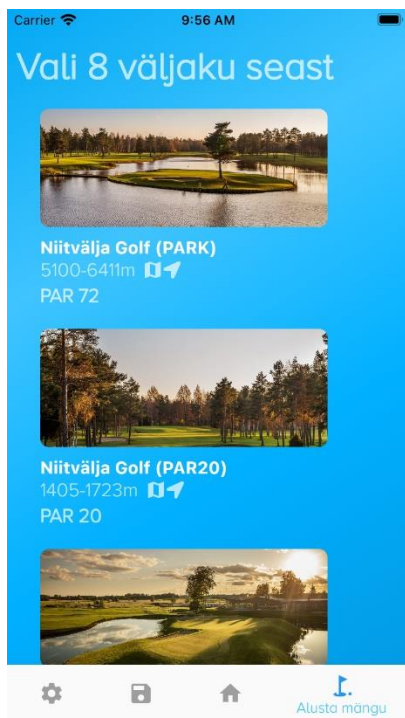 Carrier 9:56 AM
Vali 8 väljaku seast
Niitvälja Golf (PARK)
5100-6411m
PAR 72
Niitvälja Golf (PAR20)
1405-1723m
PAR 20
Alusta mängu